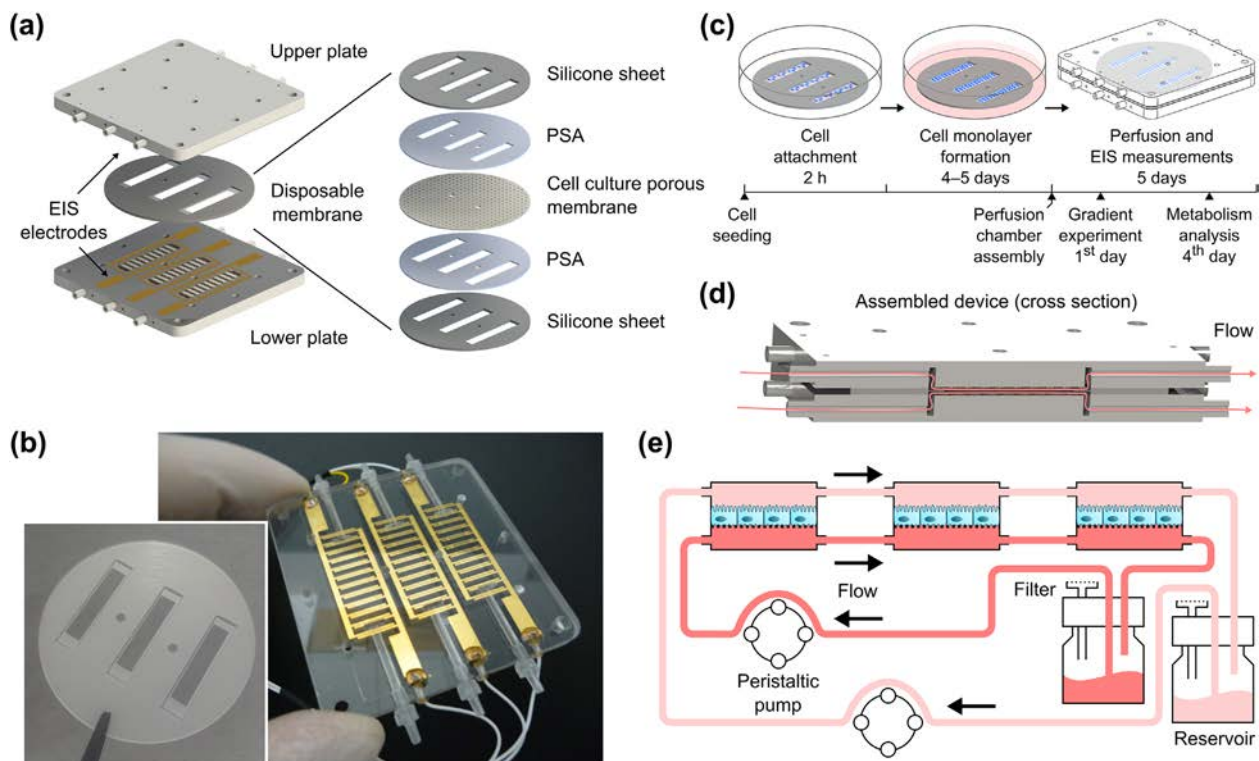 (a)
Upper plate
EIS
electrodes
Disposable
membrane
Lower plate
Silicone sheet
PSA
Cell culture porous
membrane
PSA
Silicone sheet
(b)
(c)
Cell
attachment
2 h
Cell monolayer
formation
4–5 days
Perfusion and
EIS measurements
5 days
Cell
seeding
Perfusion
chamber
assembly
Gradient
experiment
1st day
Metabolism
analysis
4th day
(d)
Assembled device (cross section)
Flow
(e)
Flow
Filter
Peristaltic
pump
Reservoir